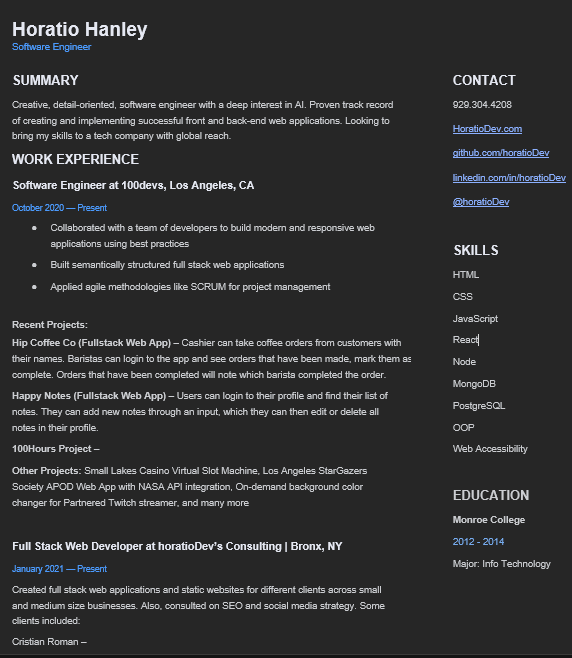 Horatio Hanley
Software Engineer
SUMMARY
Creative, detail-oriented, software engineer with a deep interest in AI. Proven track record
of creating and implementing successful front and back-end web applications. Looking to
bring my skills to a tech company with global reach.
WORK EXPERIENCE
Software Engineer at 100devs, Los Angeles, CA
October 2020 — Present
● Collaborated with a team of developers to build modern and responsive web
applications using best practices
● Built semantically structured full stack web applications
● Applied agile methodologies like SCRUM for project management
Recent Projects:
Hip Coffee Co (Fullstack Web App) – Cashier can take coffee orders from customers with
their names. Baristas can login to the app and see orders that have been made, mark them as
complete. Orders that have been completed will note which barista completed the order.
Happy Notes (Fullstack Web App) – Users can login to their profile and find their list of
notes. They can add new notes through an input, which they can then edit or delete all
notes in their profile.
100Hours Project –
Other Projects: Small Lakes Casino Virtual Slot Machine, Los Angeles StarGazers
Society APOD Web App with NASA API integration, On-demand background color
changer for Partnered Twitch streamer, and many more
Full Stack Web Developer at horatioDev's Consulting | Bronx, NY
January 2021 — Present
Created full stack web applications and static websites for different clients across small
and medium size businesses. Also, consulted on SEO and social media strategy. Some
clients included:
Cristian Roman –
CONTACT
929.304.4208
HoratioDev.com
github.com/horatioDev
linkedin.com/in/horatioDev
@horatioDev
SKILLS
HTML
CSS
JavaScript
React
Node
MongoDB
PostgreSQL
OOP
Web Accessibility
EDUCATION
Monroe College
2012 - 2014
Major: Info Technology